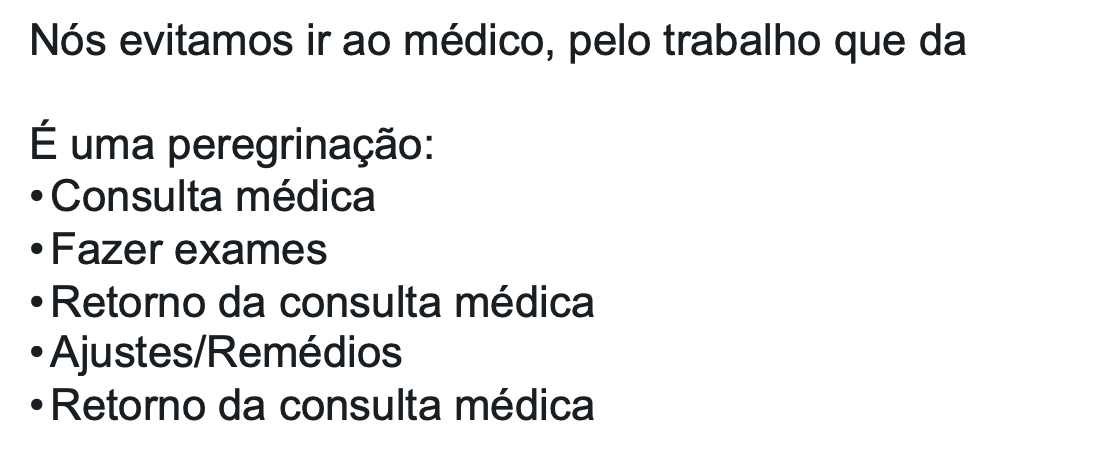 Nós evitamos ir ao médico, pelo trabalho que da
É uma peregrinação:
•Consulta médica
•Fazer exames
•Retorno da consulta médica
•Ajustes/Remédios
•Retorno da consulta médica